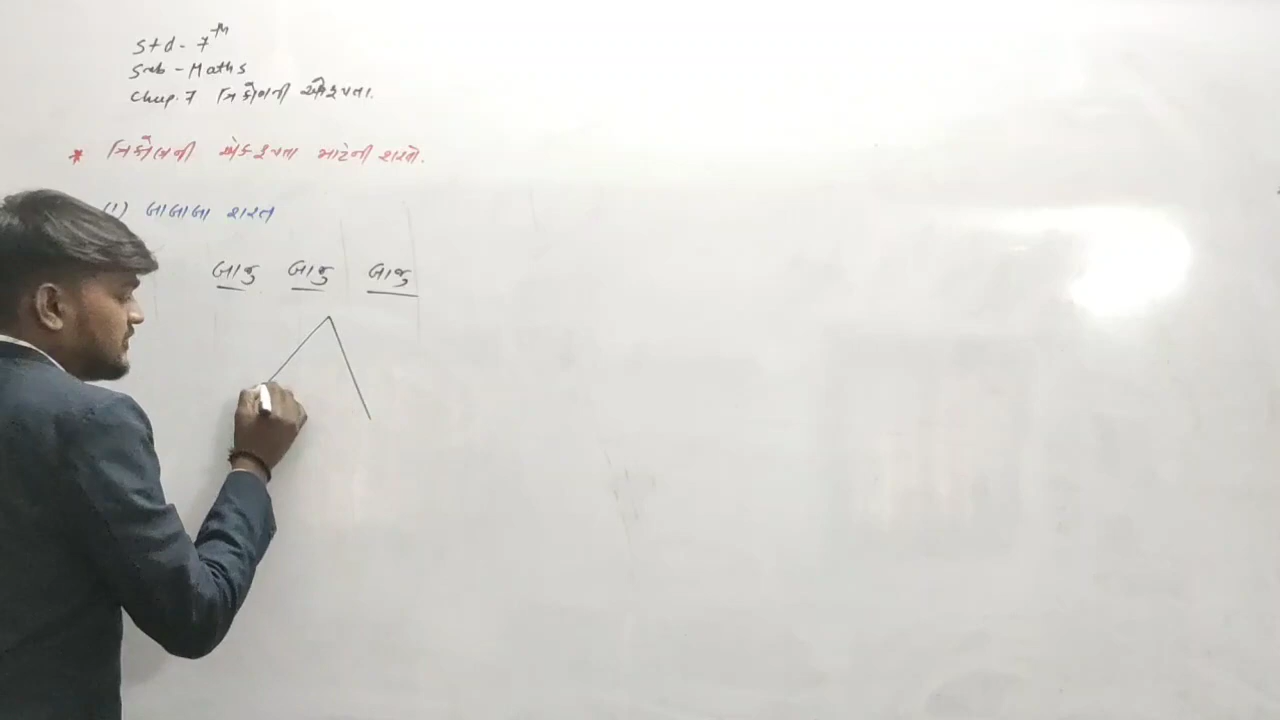 Std - 7th
Sub - Maths
Chap. 7 ત્રિકોણની એકરૂપતા.
* ત્રિકોણની એકરૂપતા માટેની શરતો.
(1) બાબાબા શરત
બાજુ બાજુ બાજુ